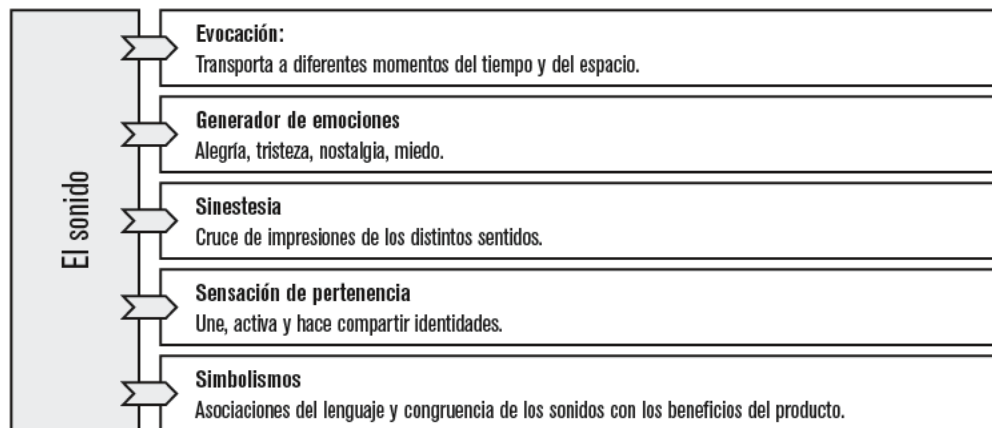 El sonido
Evocación:
Transporta a diferentes momentos del tiempo y del espacio.
Generador de emociones
Alegría, tristeza, nostalgia, miedo.
Sinestesia
Cruce de impresiones de los distintos sentidos.
Sensación de pertenencia
Une, activa y hace compartir identidades.
Simbolismos
Asociaciones del lenguaje y congruencia de los sonidos con los beneficios del producto.